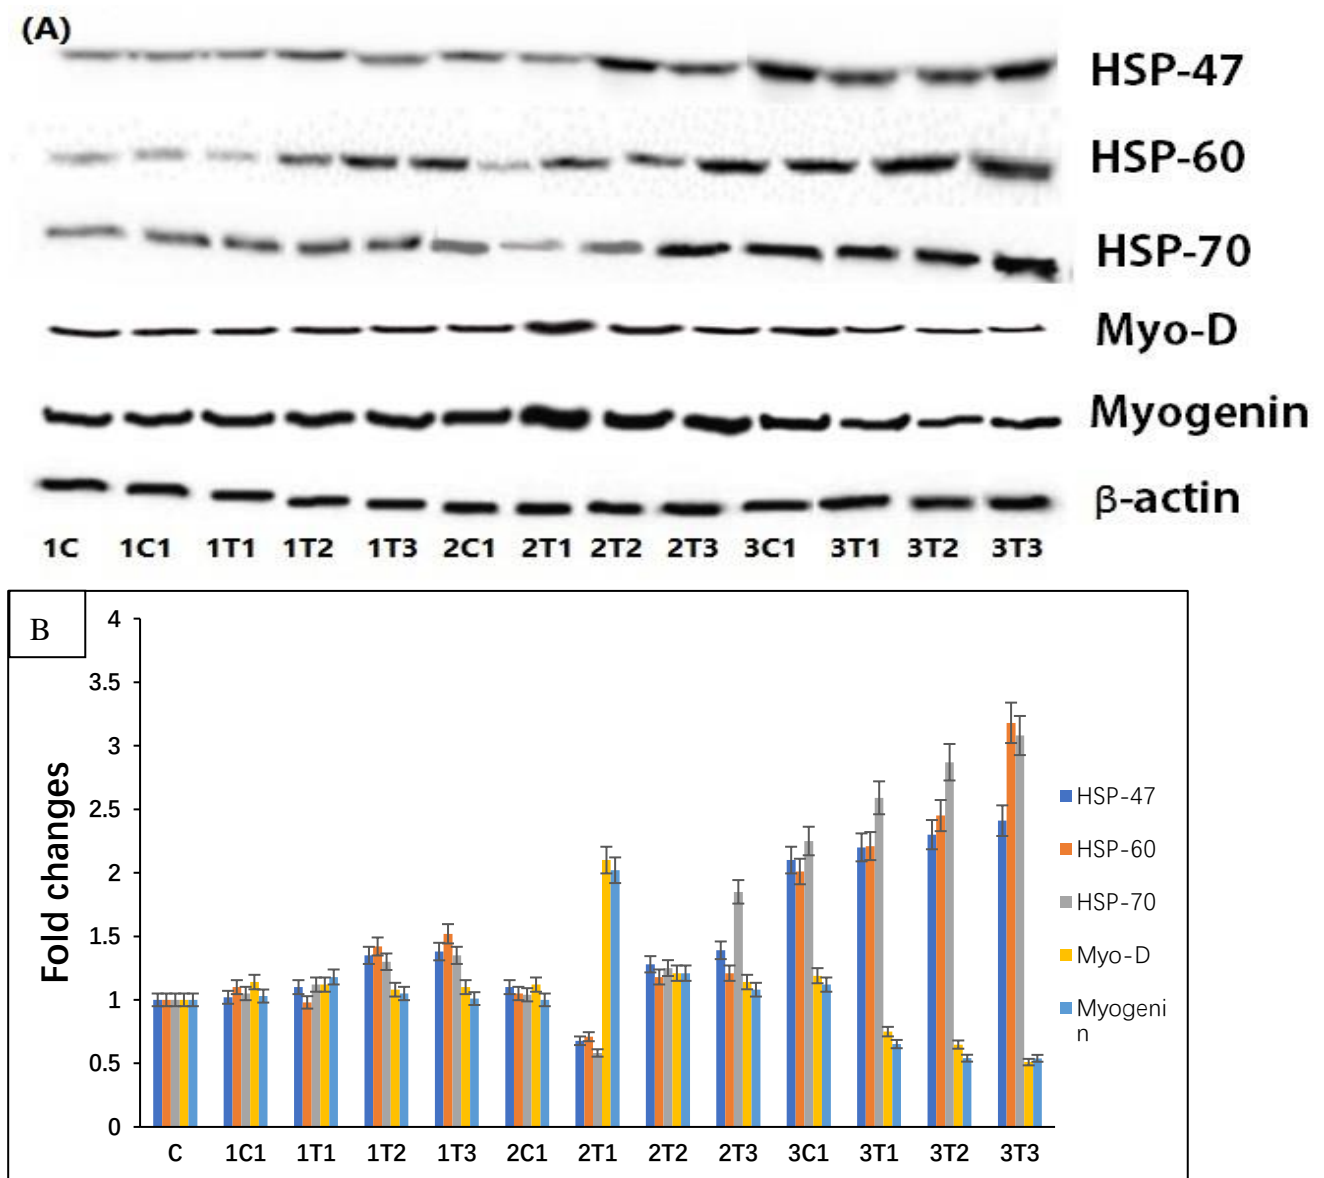 (A)
HSP-47
HSP-60
HSP-70
Myo-D
Myogenin
β-actin
1C 1C1 1T1 1T2 1T3 2C1 2T1 2T2 2T3 3C1 3T1 3T2 3T3
B
4
3.5
3
2.5
2
1.5
1
0.5
0
Fold changes
C 1C1 1T1 1T2 1T3 2C1 2T1 2T2 2T3 3C1 3T1 3T2 3T3
HSP-47
HSP-60
HSP-70
Myo-D
Myogeni
n